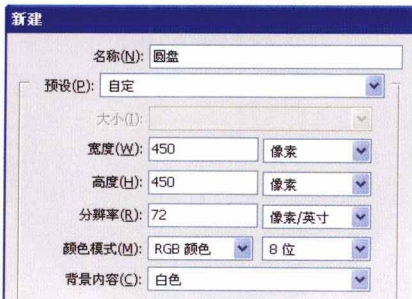 新建
名称(N): 圆盘
预设(P): 自定
大小(I):
宽度(W): 450 像素
高度(H): 450 像素
分辨率(R): 72 像素/英寸
颜色模式(M): RGB 颜色 8 位
背景内容(C): 白色